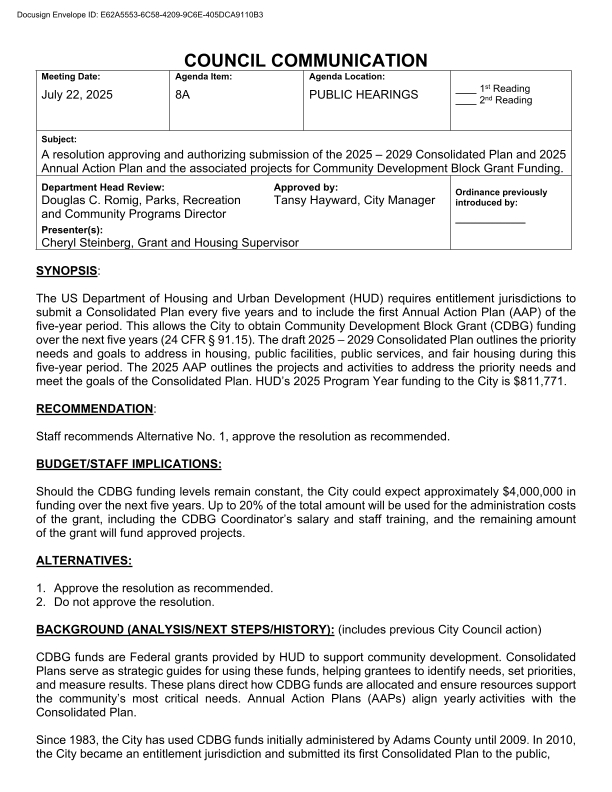 Docusign Envelope ID: E62A5553-6C58-4209-9C6E-405DCA9110B3
COUNCIL COMMUNICATION
Meeting Date:
July 22, 2025
Agenda Item:
8A
Agenda Location:
PUBLIC HEARINGS
____ 1st Reading
____ 2nd Reading
Subject:
A resolution approving and authorizing submission of the 2025 – 2029 Consolidated Plan and 2025
Annual Action Plan and the associated projects for Community Development Block Grant Funding.
Department Head Review:
Douglas C. Romig, Parks, Recreation
and Community Programs Director
Approved by:
Tansy Hayward, City Manager
Presenter(s):
Cheryl Steinberg, Grant and Housing Supervisor
Ordinance previously
introduced by:
____________
SYNOPSIS:
The US Department of Housing and Urban Development (HUD) requires entitlement jurisdictions to
submit a Consolidated Plan every five years and to include the first Annual Action Plan (AAP) of the
five-year period. This allows the City to obtain Community Development Block Grant (CDBG) funding
over the next five years (24 CFR § 91.15). The draft 2025 – 2029 Consolidated Plan outlines the priority
needs and goals to address in housing, public facilities, public services, and fair housing during this
five-year period. The 2025 AAP outlines the projects and activities to address the priority needs and
meet the goals of the Consolidated Plan. HUD's 2025 Program Year funding to the City is $811,771.
RECOMMENDATION:
Staff recommends Alternative No. 1, approve the resolution as recommended.
BUDGET/STAFF IMPLICATIONS:
Should the CDBG funding levels remain constant, the City could expect approximately $4,000,000 in
funding over the next five years. Up to 20% of the total amount will be used for the administration costs
of the grant, including the CDBG Coordinator's salary and staff training, and the remaining amount
of the grant will fund approved projects.
ALTERNATIVES:
1. Approve the resolution as recommended.
2. Do not approve the resolution.
BACKGROUND (ANALYSIS/NEXT STEPS/HISTORY): (includes previous City Council action)
CDBG funds are Federal grants provided by HUD to support community development. Consolidated
Plans serve as strategic guides for using these funds, helping grantees to identify needs, set priorities,
and measure results. These plans direct how CDBG funds are allocated and ensure resources support
the community's most critical needs. Annual Action Plans (AAPs) align yearly activities with the
Consolidated Plan.
Since 1983, the City has used CDBG funds initially administered by Adams County until 2009. In 2010,
the City became an entitlement jurisdiction and submitted its first Consolidated Plan to the public,